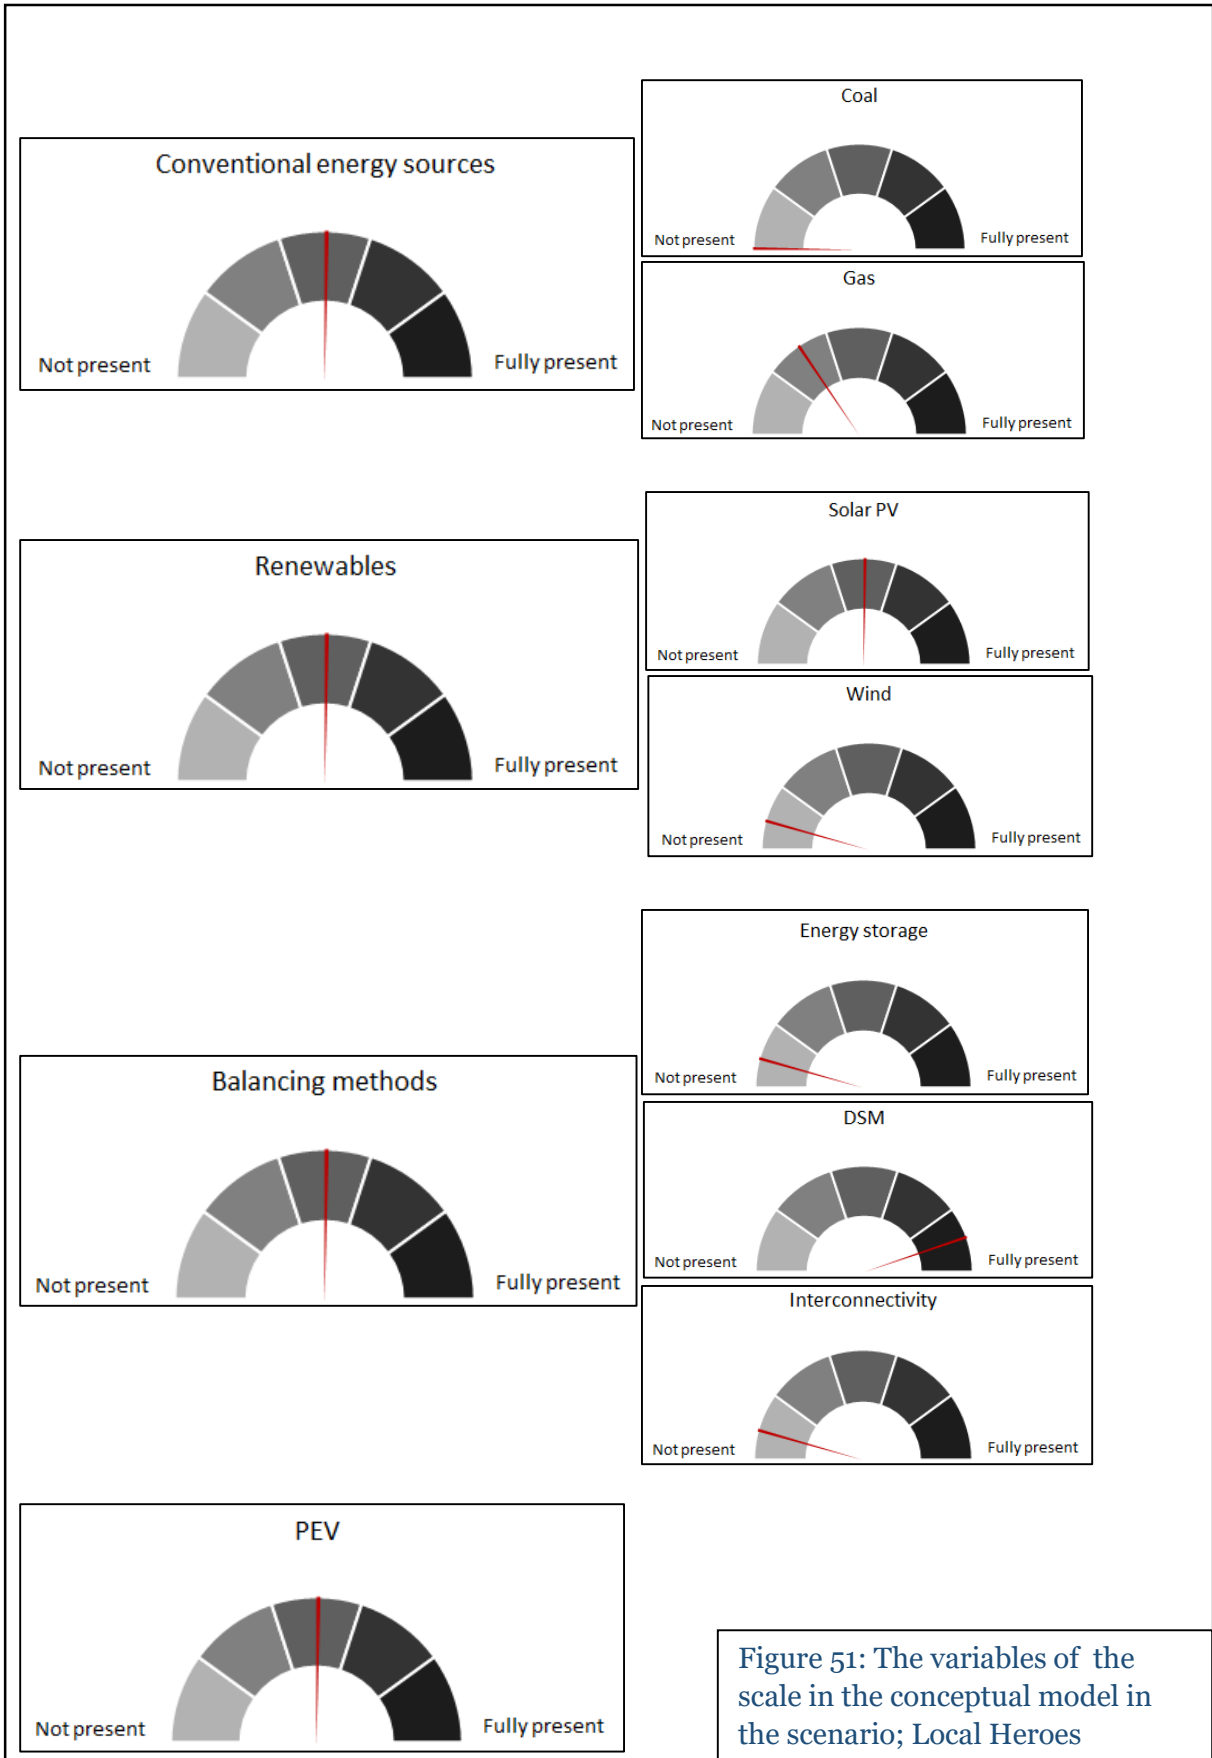 Coal
Not present
Fully present
Conventional energy sources
Not present
Fully present
Gas
Not present
Fully present
Solar PV
Not present
Fully present
Renewables
Not present
Fully present
Wind
Not present
Fully present
Energy storage
Not present
Fully present
Balancing methods
Not present
Fully present
DSM
Not present
Fully present
Interconnectivity
Not present
Fully present
PEV
Not present
Fully present
Figure 51: The variables of the
scale in the conceptual model in
the scenario; Local Heroes